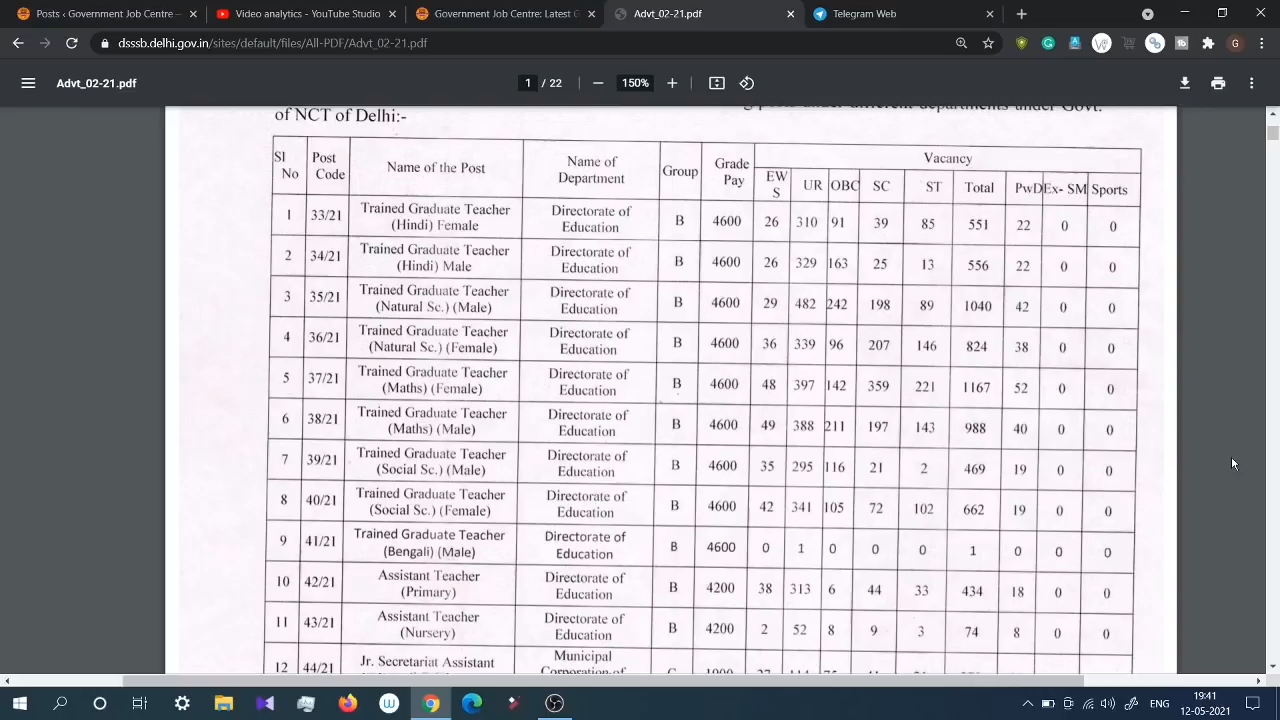 Posts ‹ Government Job Centre —
Video analytics - YouTube Studio
Government Job Centre: Latest G
Advt_02-21.pdf
Telegram Web
dsssb.delhi.gov.in/sites/default/files/All-PDF/Advt_02-21.pdf
Advt_02-21.pdf
1 / 22
150%
posts under different departments under Govt.
of NCT of Delhi:-
Sl No Post Code Name of the Post Name of Department Group Grade Pay Vacancy
EWS UR OBC SC ST Total PwD Ex- SM Sports
1 33/21 Trained Graduate Teacher (Hindi) Female Directorate of Education B 4600 26 310 91 39 85 551 22 0 0
2 34/21 Trained Graduate Teacher (Hindi) Male Directorate of Education B 4600 26 329 163 25 13 556 22 0 0
3 35/21 Trained Graduate Teacher (Natural Sc.) (Male) Directorate of Education B 4600 29 482 242 198 89 1040 42 0 0
4 36/21 Trained Graduate Teacher (Natural Sc.) (Female) Directorate of Education B 4600 36 339 96 207 146 824 38 0 0
5 37/21 Trained Graduate Teacher (Maths) (Female) Directorate of Education B 4600 48 397 142 359 221 1167 52 0 0
6 38/21 Trained Graduate Teacher (Maths) (Male) Directorate of Education B 4600 49 388 211 197 143 988 40 0 0
7 39/21 Trained Graduate Teacher (Social Sc.) (Male) Directorate of Education B 4600 35 295 116 21 2 469 19 0 0
8 40/21 Trained Graduate Teacher (Social Sc.) (Female) Directorate of Education B 4600 42 341 105 72 102 662 19 0 0
9 41/21 Trained Graduate Teacher (Bengali) (Male) Directorate of Education B 4600 0 1 0 0 0 1 0 0 0
10 42/21 Assistant Teacher (Primary) Directorate of Education B 4200 38 313 6 44 33 434 18 0 0
11 43/21 Assistant Teacher (Nursery) Directorate of Education B 4200 2 52 8 9 3 74 8 0 0
12 44/21 Jr. Secretariat Assistant Municipal Corporation of
ENG
19:41
12-05-2021